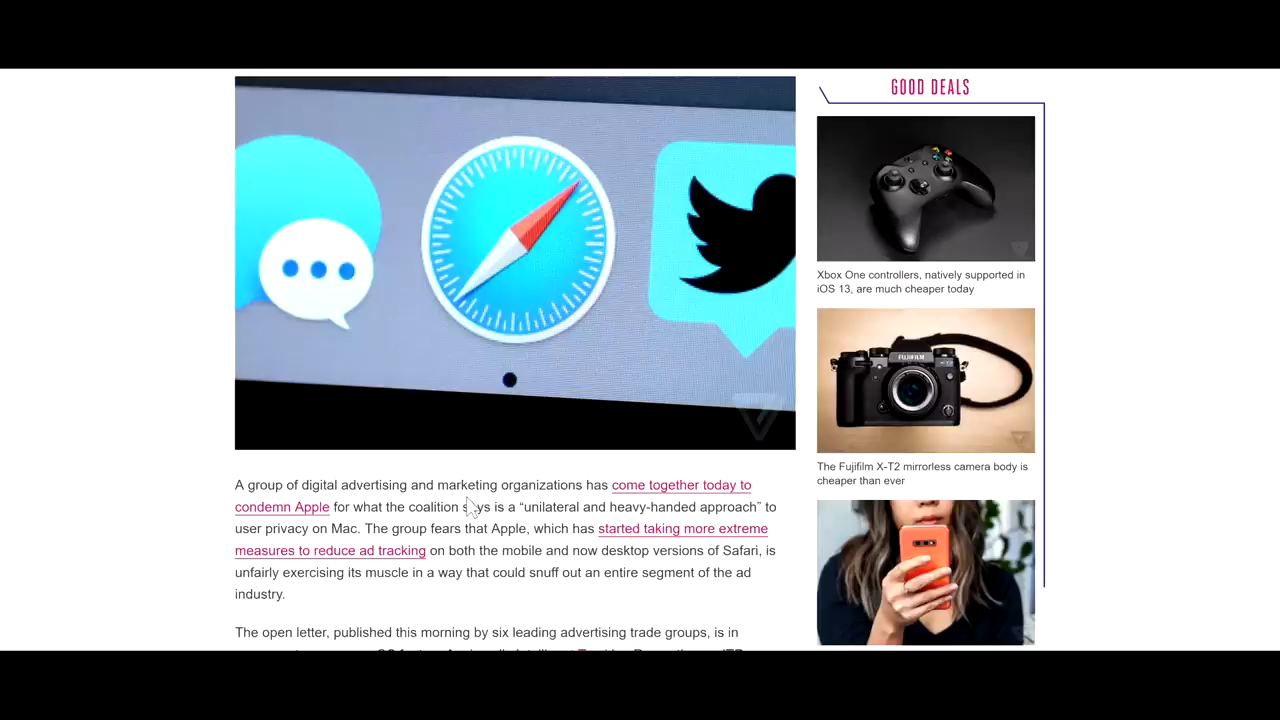 GOOD DEALS
Xbox One controllers, natively supported in
iOS 13, are much cheaper today
FUJIFILM
The Fujifilm X-T2 mirrorless camera body is
cheaper than ever
A group of digital advertising and marketing organizations has come together today to
condemn Apple for what the coalition says is a “unilateral and heavy-handed approach” to
user privacy on Mac. The group fears that Apple, which has started taking more extreme
measures to reduce ad tracking on both the mobile and now desktop versions of Safari, is
unfairly exercising its muscle in a way that could snuff out an entire segment of the ad
industry.
The open letter, published this morning by six leading advertising trade groups, is in